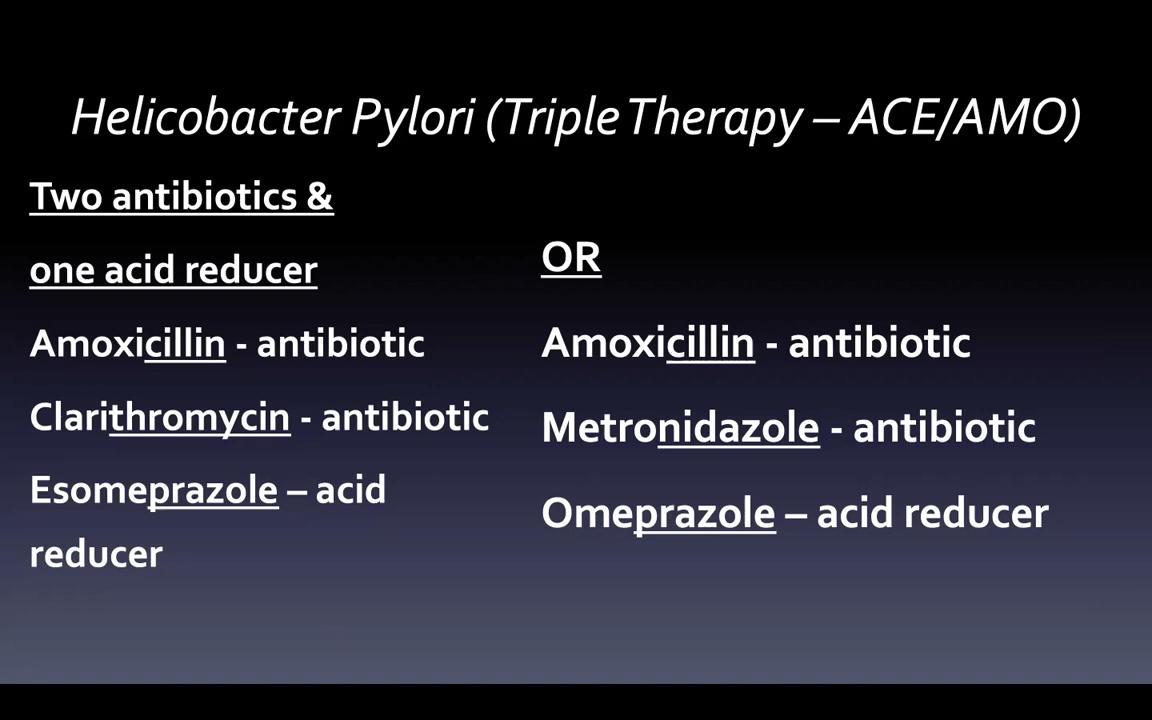 Helicobacter Pylori (Triple Therapy – ACE/AMO)
Two antibiotics &
one acid reducer
Amoxicillin - antibiotic
Clarithromycin - antibiotic
Esomeprazole – acid
reducer
OR
Amoxicillin - antibiotic
Metronidazole - antibiotic
Omeprazole – acid reducer